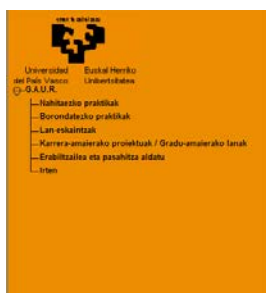 Universidad Euskal Herriko
del País Vasco Unibertsitatea
G.A.U.R.
Nahitaezko praktikak
Borondatezko praktikak
Lan-eskaintzak
Karrera-amaierako proiektuak / Gradu-amaierako lanak
Erabiltzailea eta pasahitza aldatu
Irten